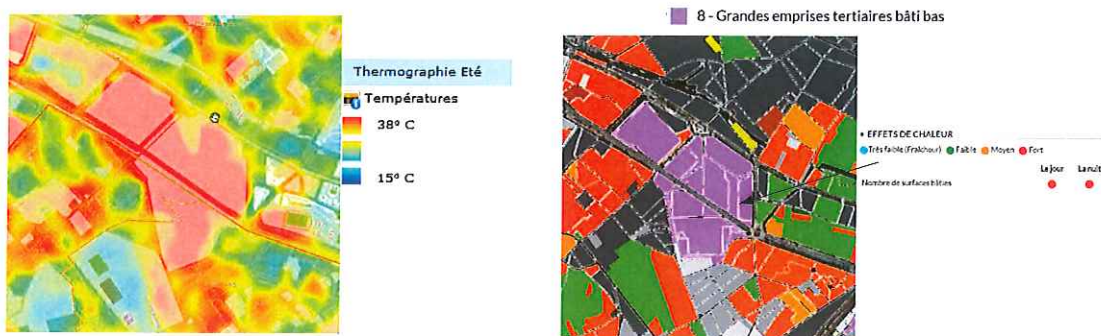 8 - Grandes emprises tertiaires bâti bas
Thermographie Eté
Températures
38° C
15° C
• EFFETS DE CHALEUR
Très faible (Fraîcheur) Faible Moyen Fort
Le jour La nuit
Nombre de surfaces bâties